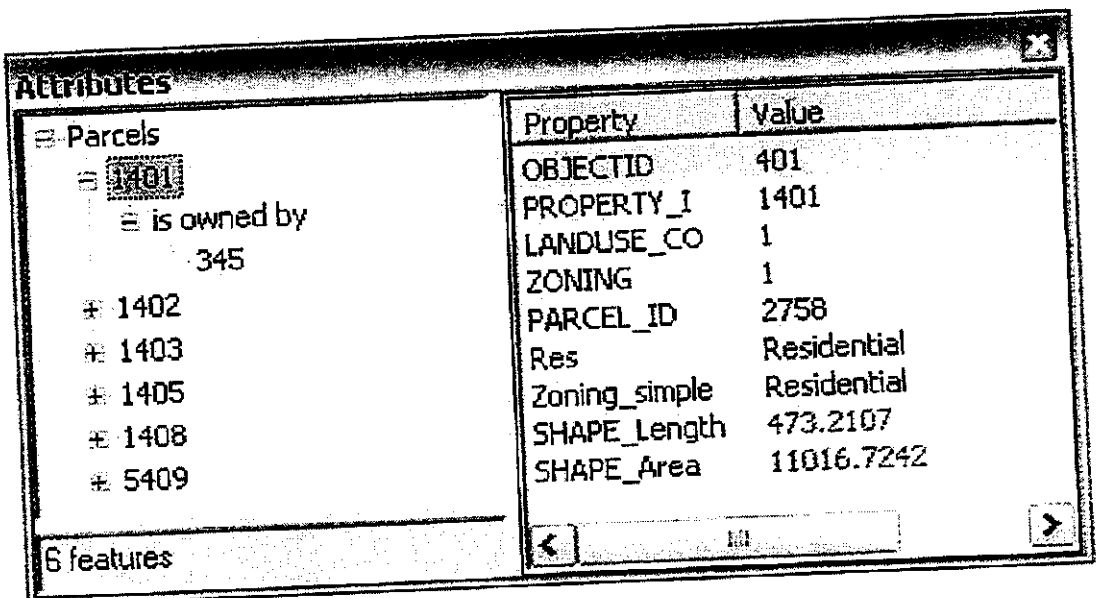 Attributes
Parcels
1401
is owned by
345
1402
1403
1405
1408
5409
6 features
Property Value
OBJECTID 401
PROPERTY_I 1401
LANDUSE_CO 1
ZONING 1
PARCEL_ID 2758
Res Residential
Zoning_simple Residential
SHAPE_Length 473.2107
SHAPE_Area 11016.7242